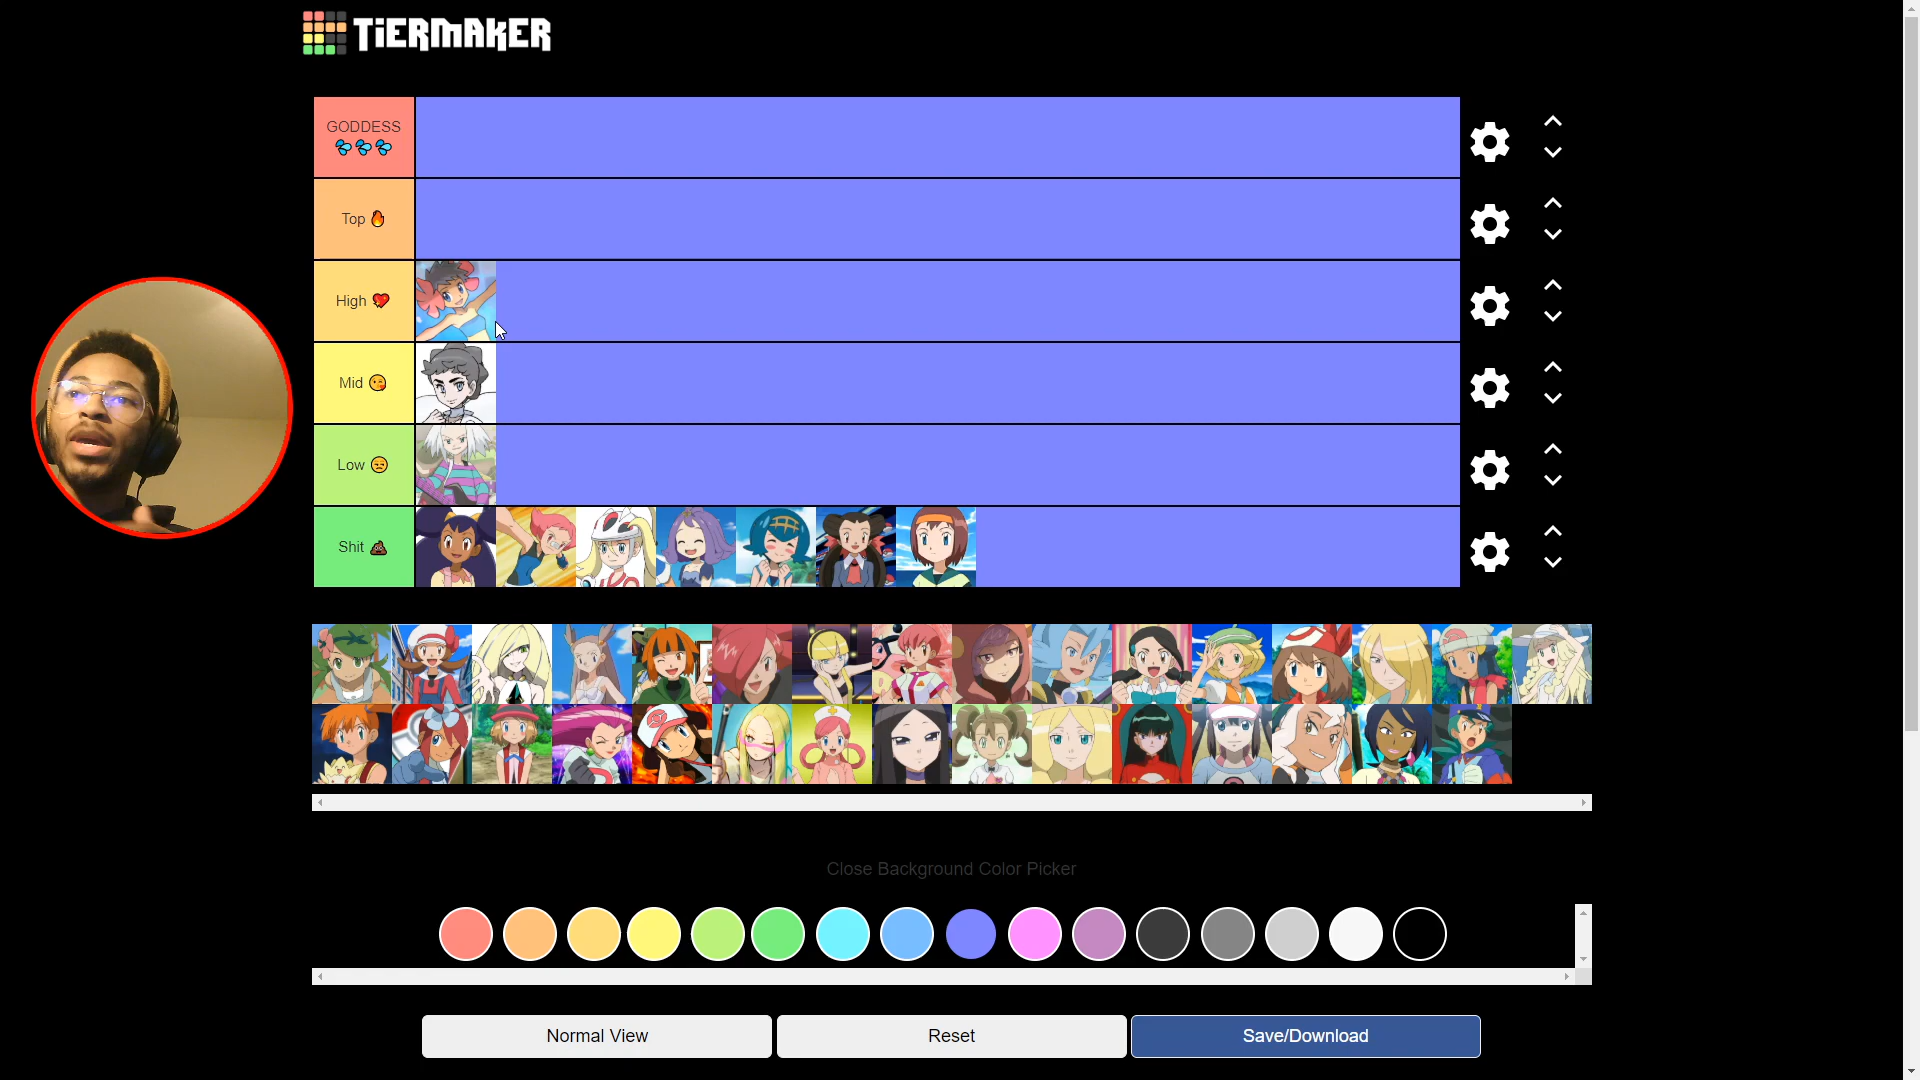 TiERMAKER
GODDESS
💦💦💦
Top 🔥
High 💖
Mid 😘
Low 😒
Shit 💩
Close Background Color Picker
Normal View
Reset
Save/Download